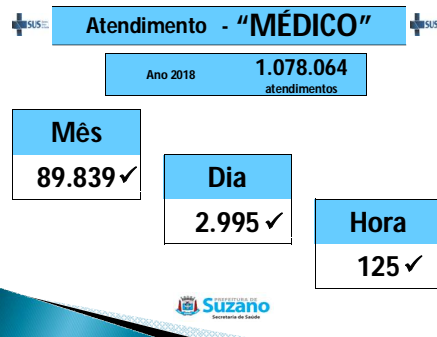 SUS Atendimento - “MÉDICO” SUS
Ano 2018 1.078.064
atendimentos
Mês
89.839 ✓
Dia
2.995 ✓
Hora
125 ✓
PREFEITURA DE
Suzano
Secretaria de Saúde